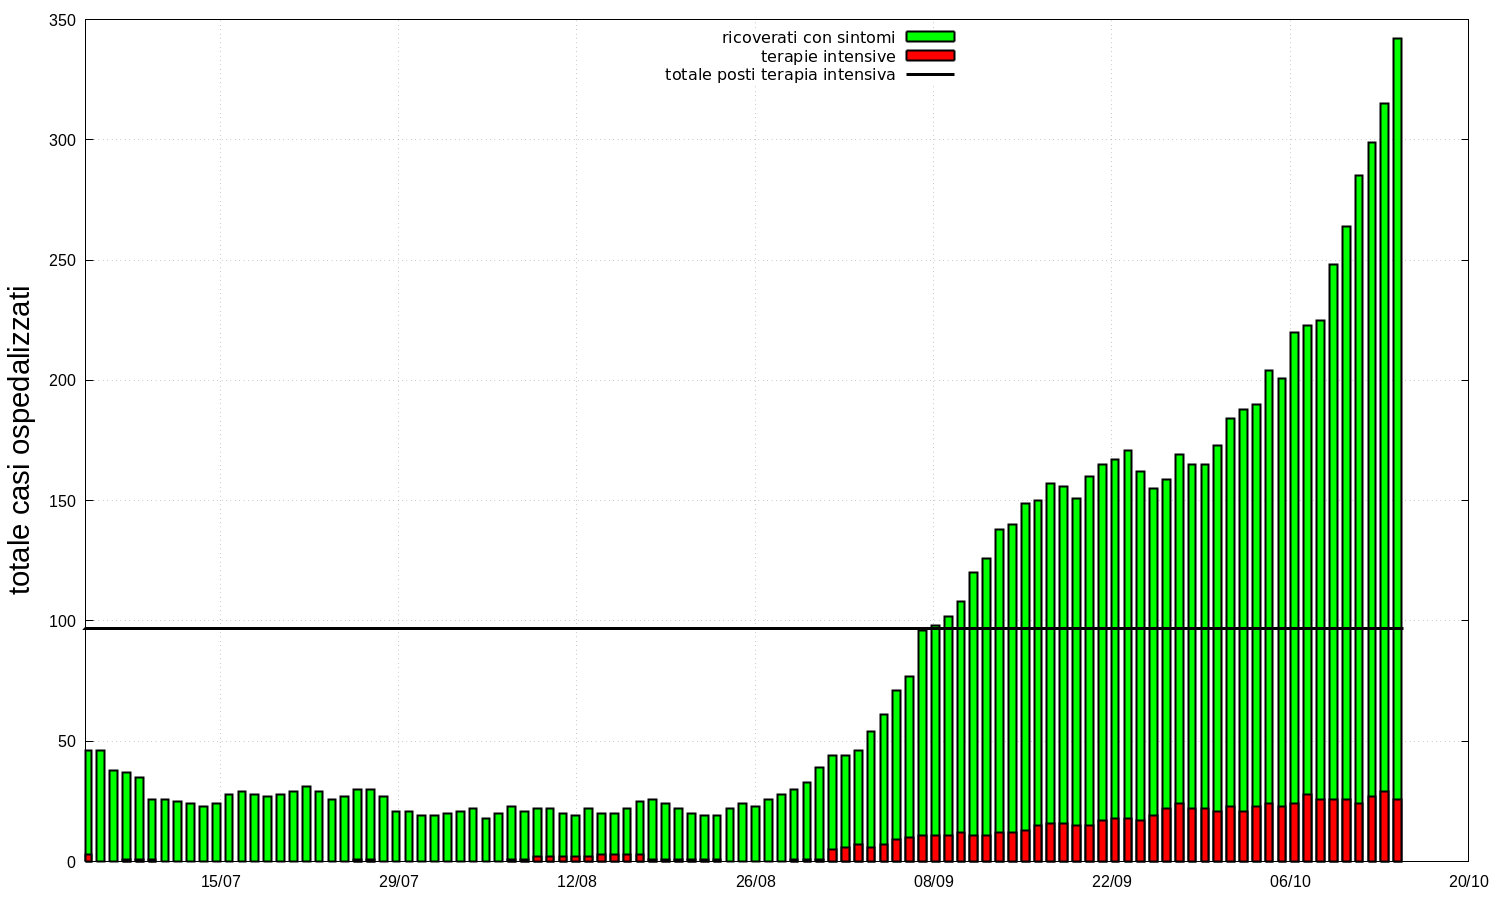 350
300
250
200
150
100
50
0
totale casi ospedalizzati
ricoverati con sintomi
terapie intensive
totale posti terapia intensiva
15/07 29/07 12/08 26/08 08/09 22/09 06/10 20/10